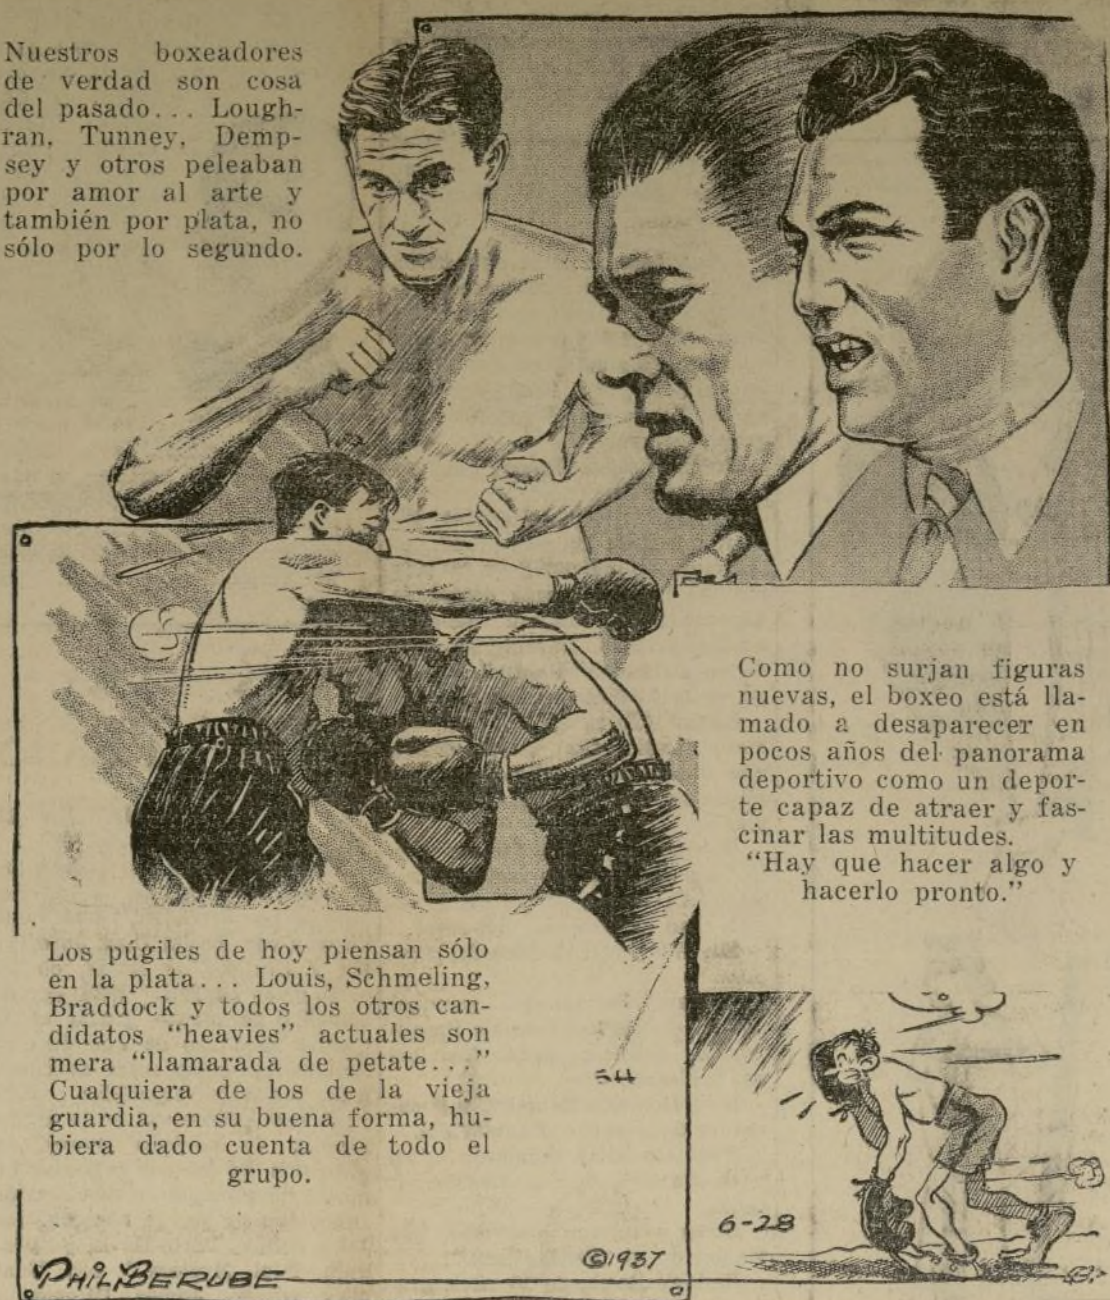 Nuestros boxeadores
de verdad son cosa
del pasado... Lough-
ran, Tunney, Demp-
sey y otros peleaban
por amor al arte y
también por plata, no
sólo por lo segundo.
Como no surjan figuras
nuevas, el boxeo está lla-
mado a desaparecer en
pocos años del panorama
deportivo como un depor-
te capaz de atraer y fas-
cinar las multitudes.
"Hay que hacer algo y
hacerlo pronto."
Los púgiles de hoy piensan sólo
en la plata... Louis, Schmeling,
Braddock y todos los otros can-
didatos "heavies" actuales son
mera "llamarada de petate..."
Cualquiera de los de la vieja
guardia, en su buena forma, hu-
biera dado cuenta de todo el
grupo.
6-28
PHIL BERUBE
©1937